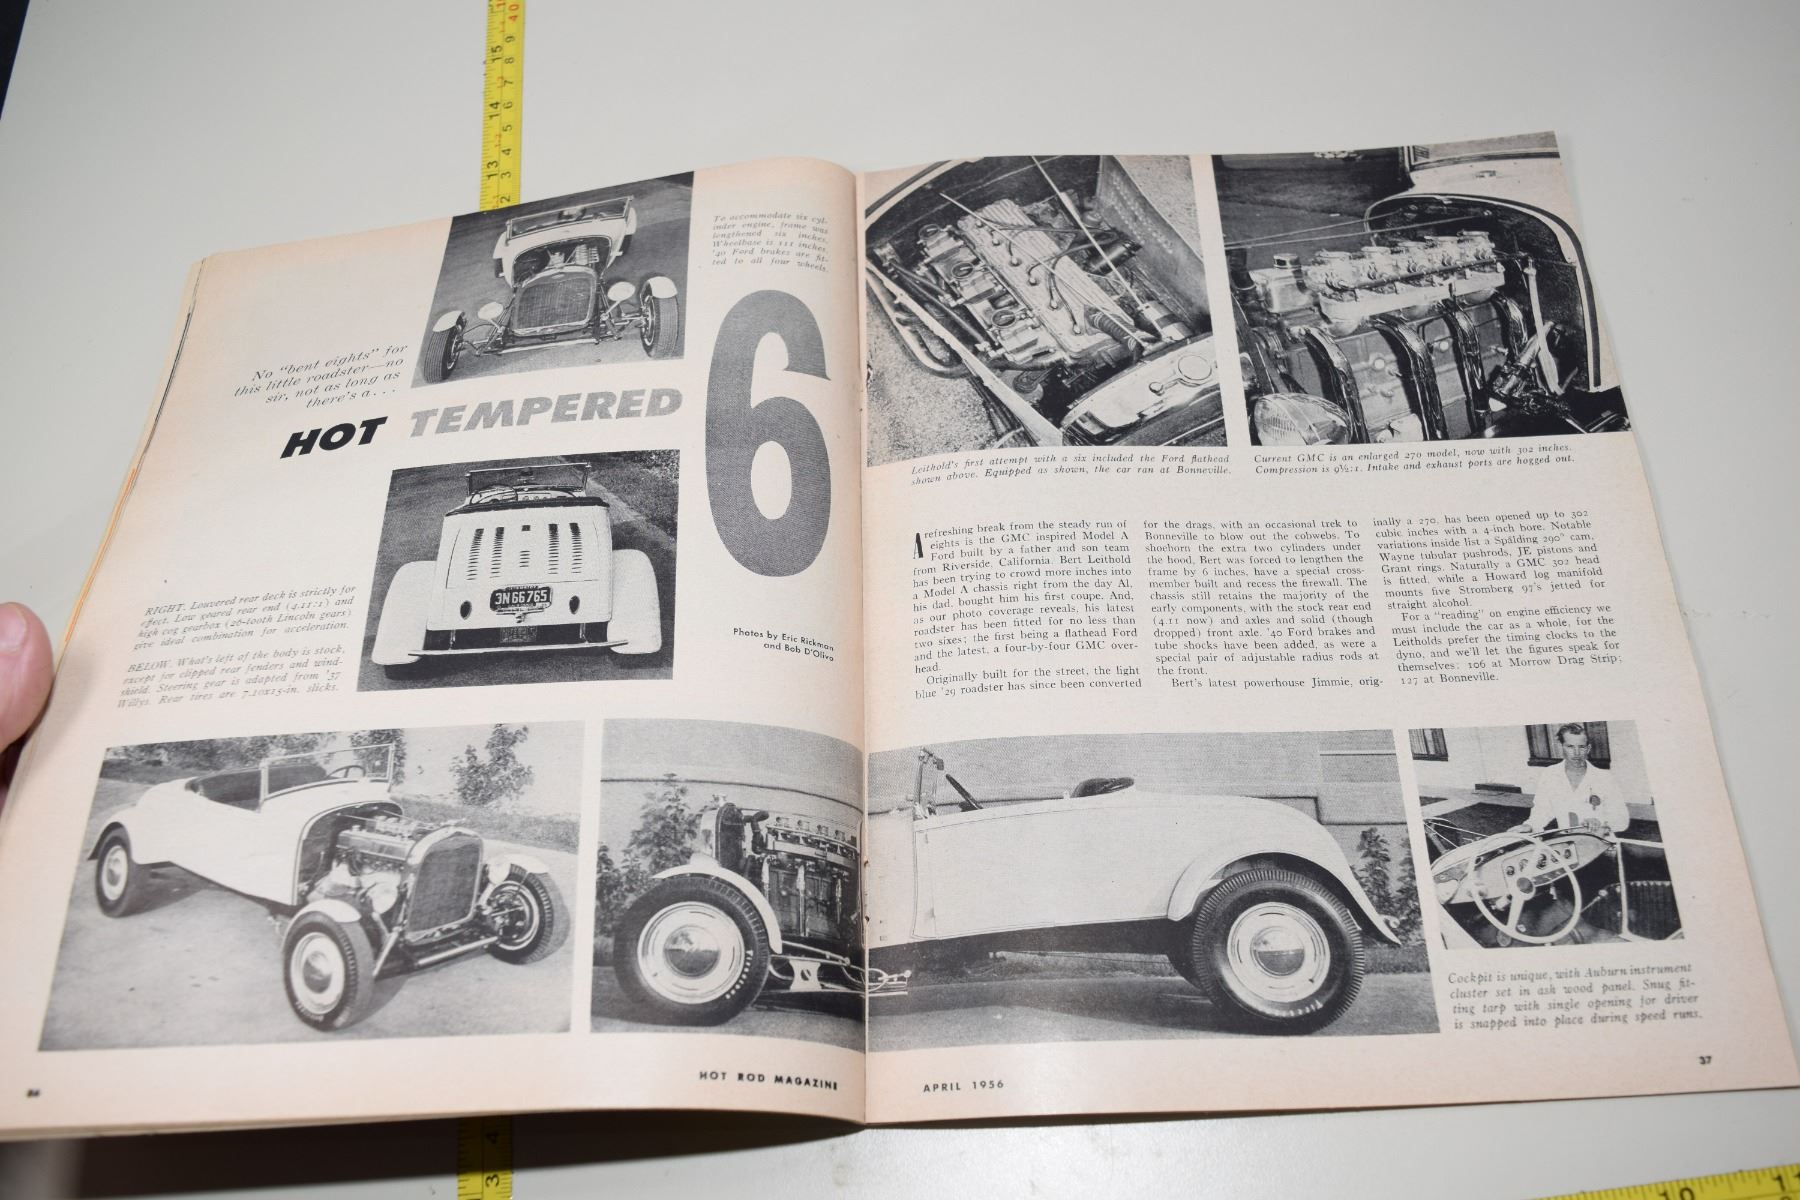 No "bent eights" for
this little roadster—no
sir, not as long as
there's a . . .
HOT TEMPERED
6
To accommodate six cyl-
inder engine, frame was
lengthened six inches.
Wheelbase is 111 inches.
'40 Ford brakes are fit-
ted to all four wheels.
3N66765
RIGHT. Louvered rear deck is strictly for
effect. Low geared rear end (4.11:1) and
high cog gearbox (26-tooth Lincoln gears)
give ideal combination for acceleration.
BELOW. What's left of the body is stock,
except for clipped rear fenders and wind-
shield. Steering gear is adapted from '37
Willys. Rear tires are 7.10x15-in. slicks.
Photos by Eric Rickman
and Bob D'Olivo
Firestone
36
HOT ROD MAGAZINE
Leithold's first attempt with a six included the Ford flathead
shown above. Equipped as shown, the car ran at Bonneville.
Current GMC is an enlarged 270 model, now with 302 inches.
Compression is 9½:1. Intake and exhaust ports are hogged out.
A refreshing break from the steady run of
eights is the GMC inspired Model A
Ford built by a father and son team
from Riverside, California. Bert Leithold
has been trying to crowd more inches into
a Model A chassis right from the day Al,
his dad, bought him his first coupe. And,
as our photo coverage reveals, his latest
roadster has been fitted for no less than
two sixes; the first being a flathead Ford
and the latest, a four-by-four GMC over-
head.
Originally built for the street, the light
blue '29 roadster has since been converted
for the drags, with an occasional trek to
Bonneville to blow out the cobwebs. To
shoehorn the extra two cylinders under
the hood, Bert was forced to lengthen the
frame by 6 inches, have a special cross-
member built and recess the firewall. The
chassis still retains the majority of the
early components, with the stock rear end
(4.11 now) and axles and solid (though
dropped) front axle. '40 Ford brakes and
tube shocks have been added, as were a
special pair of adjustable radius rods at
the front.
Bert's latest powerhouse Jimmie, orig-
inally a 270, has been opened up to 302
cubic inches with a 4-inch bore. Notable
variations inside list a Spalding 290° cam,
Wayne tubular pushrods, JE pistons and
Grant rings. Naturally a GMC 302 head
is fitted, while a Howard log manifold
mounts five Stromberg 97's jetted for
straight alcohol.
For a "reading" on engine efficiency we
must include the car as a whole, for the
Leitholds prefer the timing clocks to the
dyno, and we'll let the figures speak for
themselves: 106 at Morrow Drag Strip;
127 at Bonneville.
Cockpit is unique, with Auburn instrument
cluster set in ash wood panel. Snug fit-
ting tarp with single opening for driver
is snapped into place during speed runs.
APRIL 1956
37